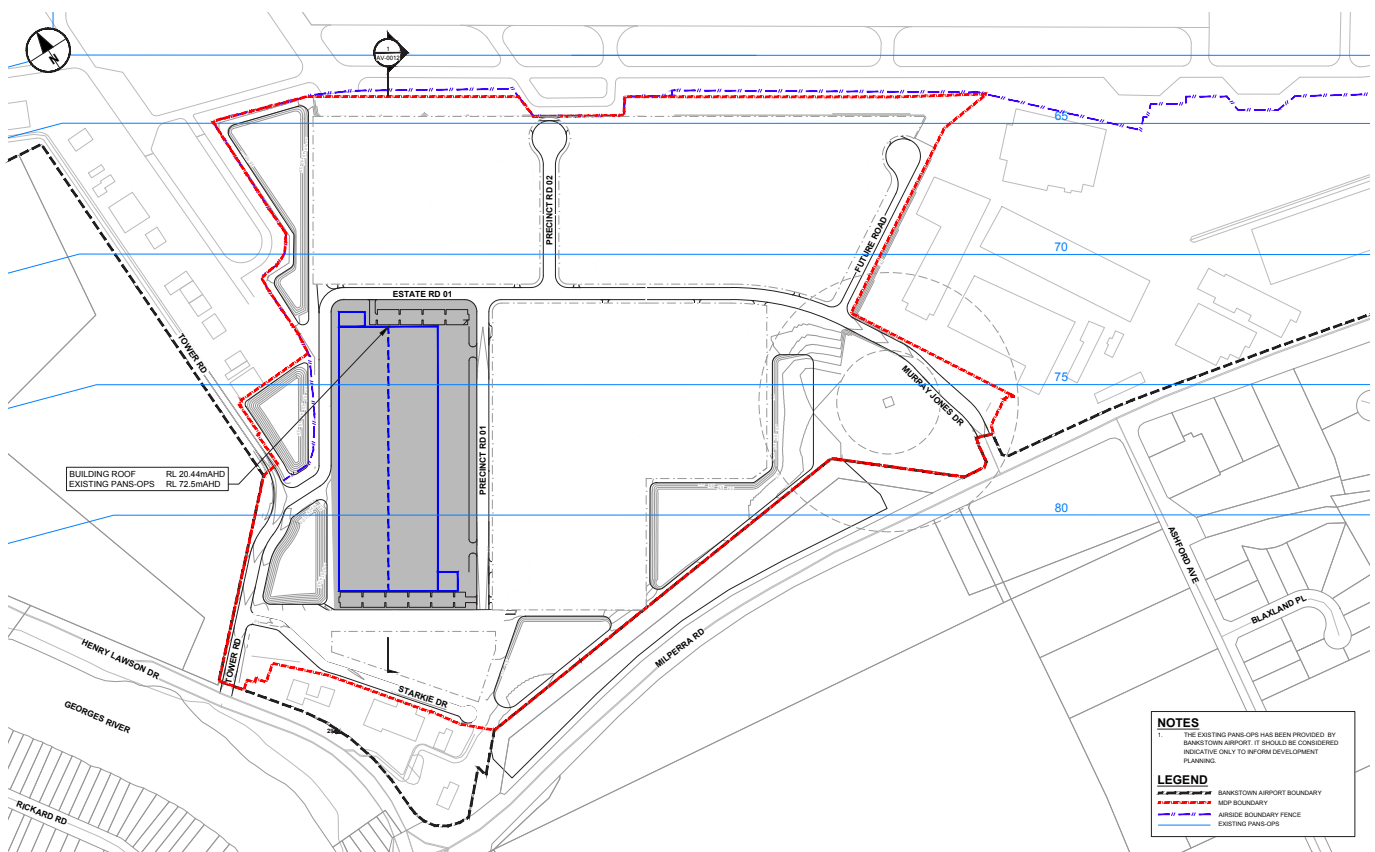 N
1
AV-0012
65
PRECINCT RD 02
FUTURE ROAD
70
ESTATE RD 01
TOWER RD
75
MURRAY JONES DR
PRECINCT RD 01
BUILDING ROOF RL 20.44mAHD
EXISTING PANS-OPS RL 72.5mAHD
80
ASHFORD AVE
BLAXLAND PL
MILPERRA RD
HENRY LAWSON DR
TOWER RD
STARKIE DR
GEORGES RIVER
RICKARD RD
NOTES
1. THE EXISTING PANS-OPS HAS BEEN PROVIDED BY
BANKSTOWN AIRPORT. IT SHOULD BE CONSIDERED
INDICATIVE ONLY TO INFORM DEVELOPMENT
PLANNING.
LEGEND
BANKSTOWN AIRPORT BOUNDARY
MDP BOUNDARY
AIRSIDE BOUNDARY FENCE
EXISTING PANS-OPS